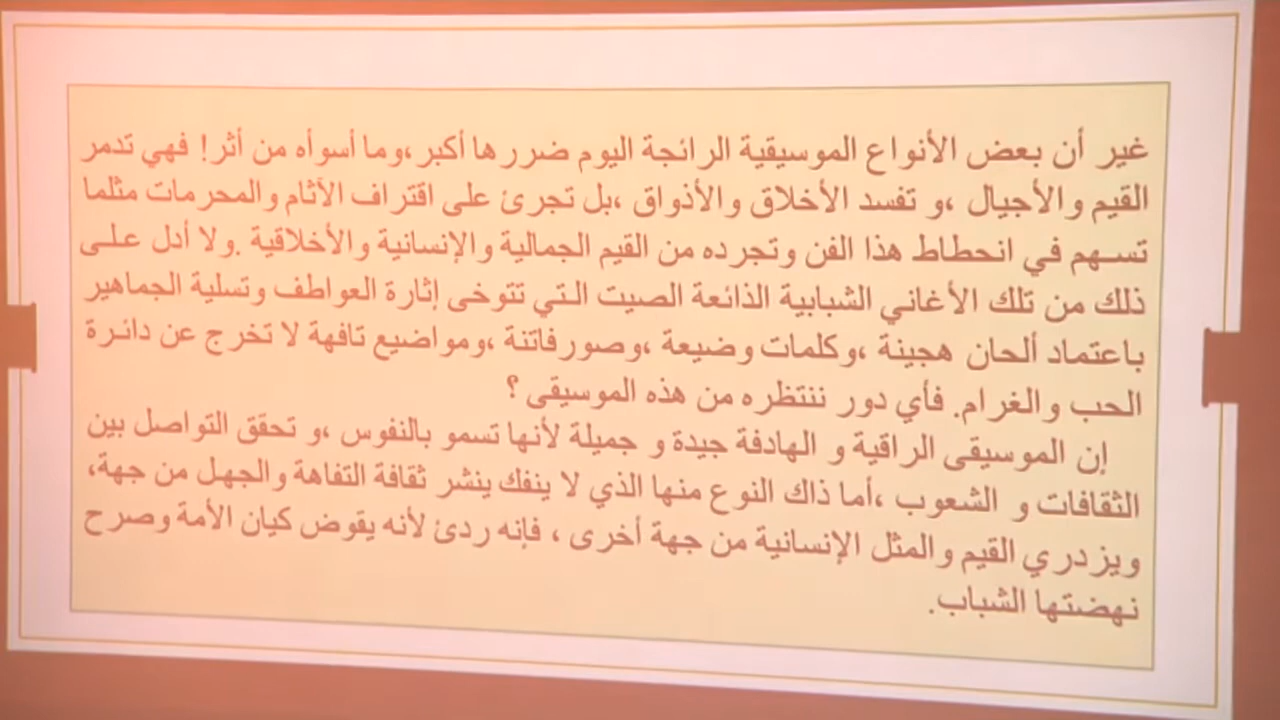 غير أن بعض الأنواع الموسيقية الرائجة اليوم ضررها أكبر،وما أسوأه من أثر! فهي تدمر
القيم والأجيال ،و تفسد الأخلاق والأذواق ،بل تجرئ على اقتراف الآثام والمحرمات مثلما
تسهم في انحطاط هذا الفن وتجرده من القيم الجمالية والإنسانية والأخلاقية .ولا أدل على
ذلك من تلك الأغاني الشبابية الذائعة الصيت التي تتوخى إثارة العواطف وتسلية الجماهير
باعتماد ألحان هجينة ،وكلمات وضيعة ،وصورفاتنة ،ومواضيع تافهة لا تخرج عن دائرة
الحب والغرام. فأي دور ننتظره من هذه الموسيقى ؟
إن الموسيقى الراقية و الهادفة جيدة و جميلة لأنها تسمو بالنفوس ،و تحقق التواصل بين
الثقافات و الشعوب ،أما ذاك النوع منها الذي لا ينفك ينشر ثقافة التفاهة والجهل من جهة،
ويزدري القيم والمثل الإنسانية من جهة أخرى ، فإنه ردئ لأنه يقوض كيان الأمة وصرح
نهضتها الشباب.